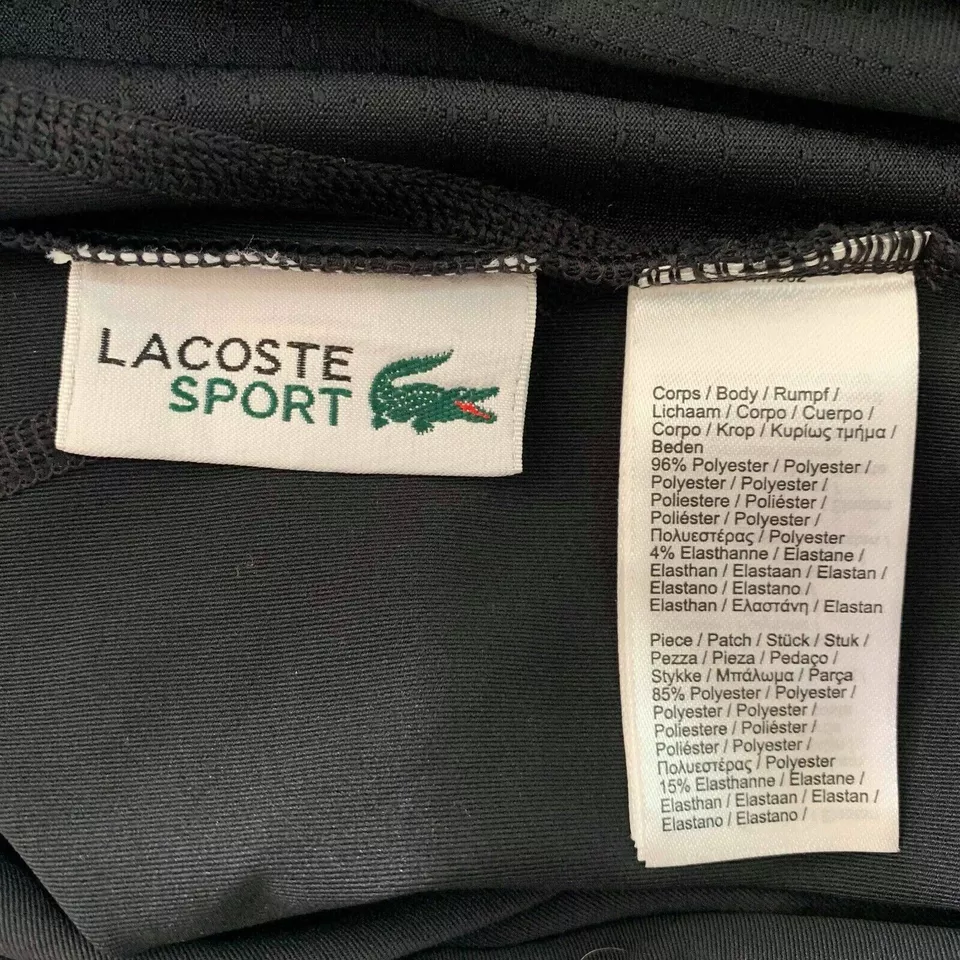 LACOSTE
SPORT
Corps / Body / Rumpf /
Lichaam / Corpo / Cuerpo /
Corpo / Krop / Κυρίως τμήμα /
Beden
96% Polyester / Polyester /
Polyester / Polyester /
Poliestere / Poliéster /
Poliéster / Polyester /
Πολυεστέρας / Polyester
4% Elasthanne / Elastane /
Elasthan / Elastaan / Elastan /
Elastano / Elastano /
Elasthan / Ελαστάνη / Elastan
Piece / Patch / Stück / Stuk /
Pezza / Pieza / Pedaço /
Stykke / Μπάλωμα / Parça
85% Polyester / Polyester /
Polyester / Polyester /
Poliestere / Poliéster /
Poliéster / Polyester /
Πολυεστέρας / Polyester
15% Elasthanne / Elastane /
Elasthan / Elastaan / Elastan /
Elastano / Elastano /